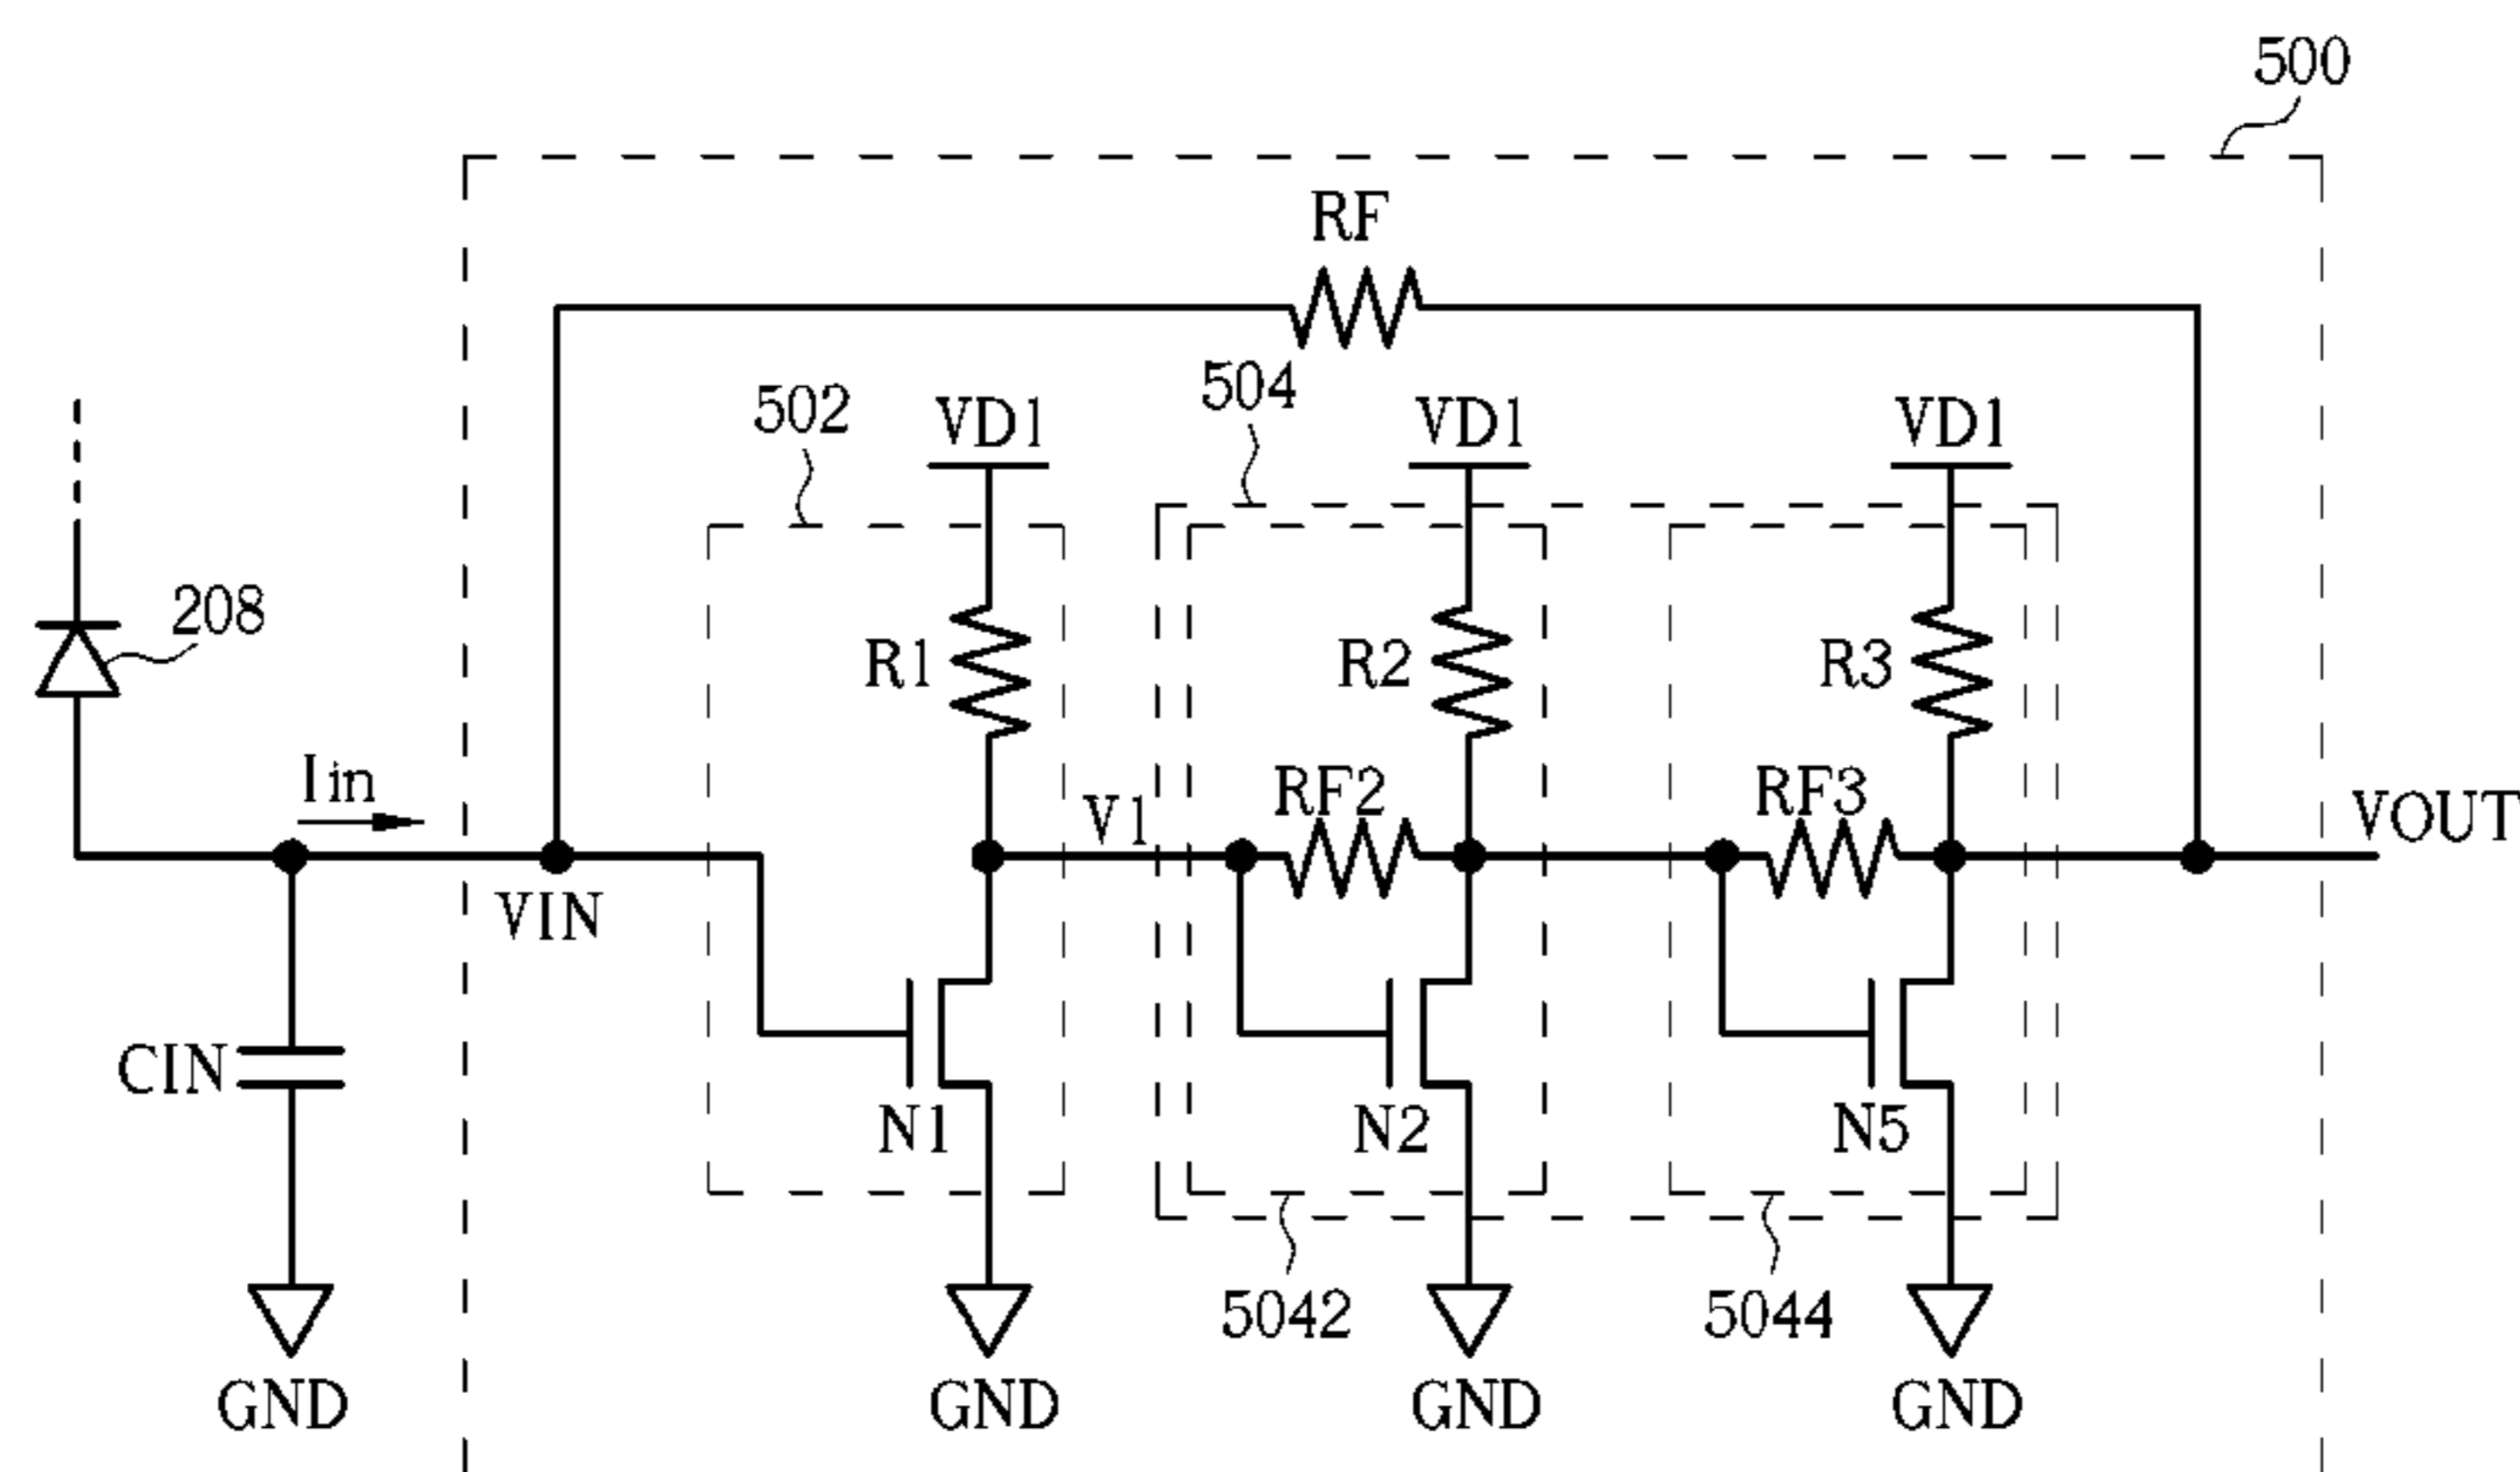 500
RF
502
504
VD1
VD1
VD1
208
R1
R2
R3
Iin
V1
RF2
RF3
VOUT
VIN
CIN
N1
N2
N5
5042
5044
GND
GND
GND
GND